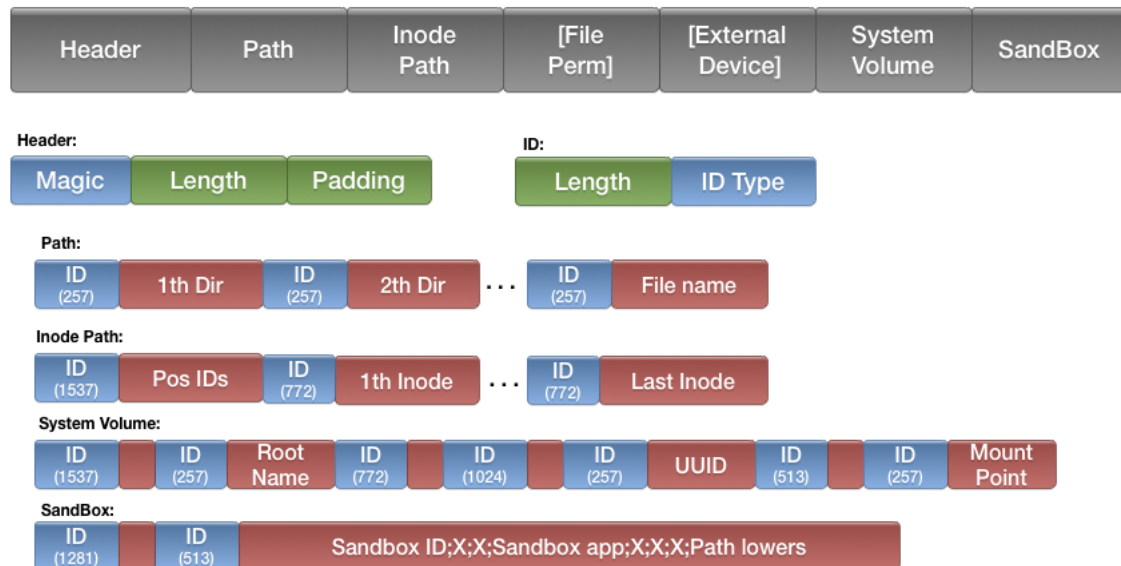 Header Path Inode Path [File Perm] [External Device] System Volume SandBox
Header:
Magic Length Padding
ID:
Length ID Type
Path:
ID (257) 1th Dir ID (257) 2th Dir ... ID (257) File name
Inode Path:
ID (1537) Pos IDs ID (772) 1th Inode ... ID (772) Last Inode
System Volume:
ID (1537) ID (257) Root Name ID (772) ID (1024) ID (257) UUID ID (513) ID (257) Mount Point
SandBox:
ID (1281) ID (513) Sandbox ID;X;X;Sandbox app;X;X;X;Path lowers